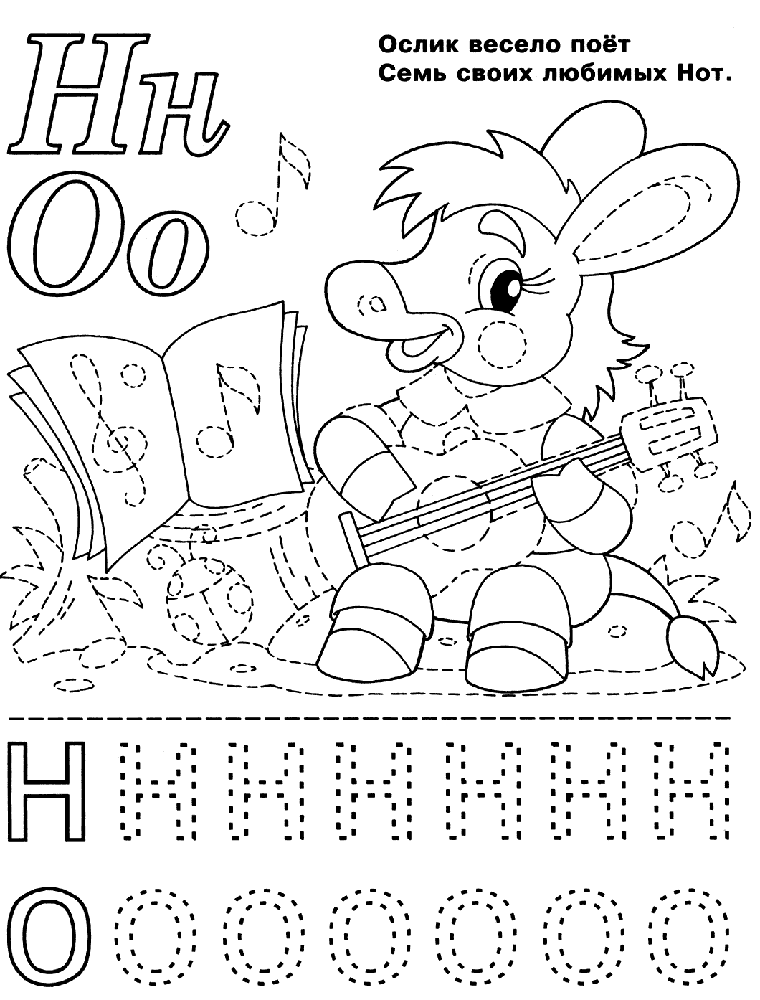 Нн
Ослик весело поёт
Семь своих любимых Нот.
Оо
Н Н Н Н Н Н Н
О О О О О О О